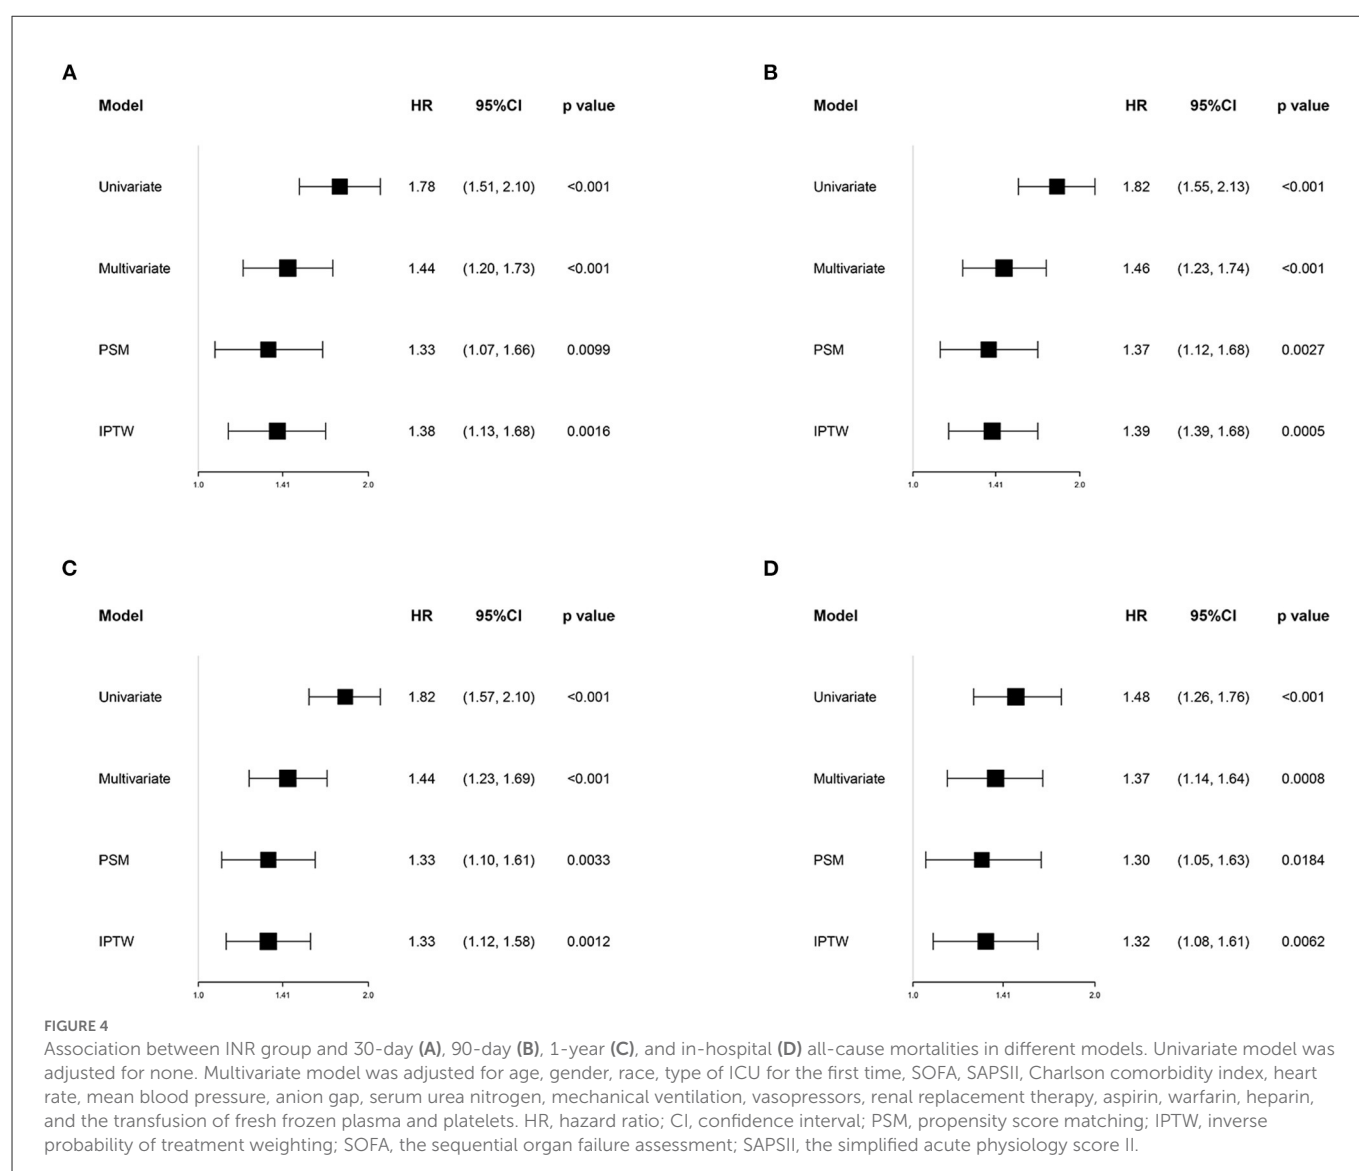 A
Model HR 95%CI p value
Univariate 1.78 (1.51, 2.10) <0.001
Multivariate 1.44 (1.20, 1.73) <0.001
PSM 1.33 (1.07, 1.66) 0.0099
IPTW 1.38 (1.13, 1.68) 0.0016
1.0 1.41 2.0
B
Model HR 95%CI p value
Univariate 1.82 (1.55, 2.13) <0.001
Multivariate 1.46 (1.23, 1.74) <0.001
PSM 1.37 (1.12, 1.68) 0.0027
IPTW 1.39 (1.39, 1.68) 0.0005
1.0 1.41 2.0
C
Model HR 95%CI p value
Univariate 1.82 (1.57, 2.10) <0.001
Multivariate 1.44 (1.23, 1.69) <0.001
PSM 1.33 (1.10, 1.61) 0.0033
IPTW 1.33 (1.12, 1.58) 0.0012
1.0 1.41 2.0
D
Model HR 95%CI p value
Univariate 1.48 (1.26, 1.76) <0.001
Multivariate 1.37 (1.14, 1.64) 0.0008
PSM 1.30 (1.05, 1.63) 0.0184
IPTW 1.32 (1.08, 1.61) 0.0062
1.0 1.41 2.0
FIGURE 4
Association between INR group and 30-day (A), 90-day (B), 1-year (C), and in-hospital (D) all-cause mortalities in different models. Univariate model was
adjusted for none. Multivariate model was adjusted for age, gender, race, type of ICU for the first time, SOFA, SAPSII, Charlson comorbidity index, heart
rate, mean blood pressure, anion gap, serum urea nitrogen, mechanical ventilation, vasopressors, renal replacement therapy, aspirin, warfarin, heparin,
and the transfusion of fresh frozen plasma and platelets. HR, hazard ratio; CI, confidence interval; PSM, propensity score matching; IPTW, inverse
probability of treatment weighting; SOFA, the sequential organ failure assessment; SAPSII, the simplified acute physiology score II.